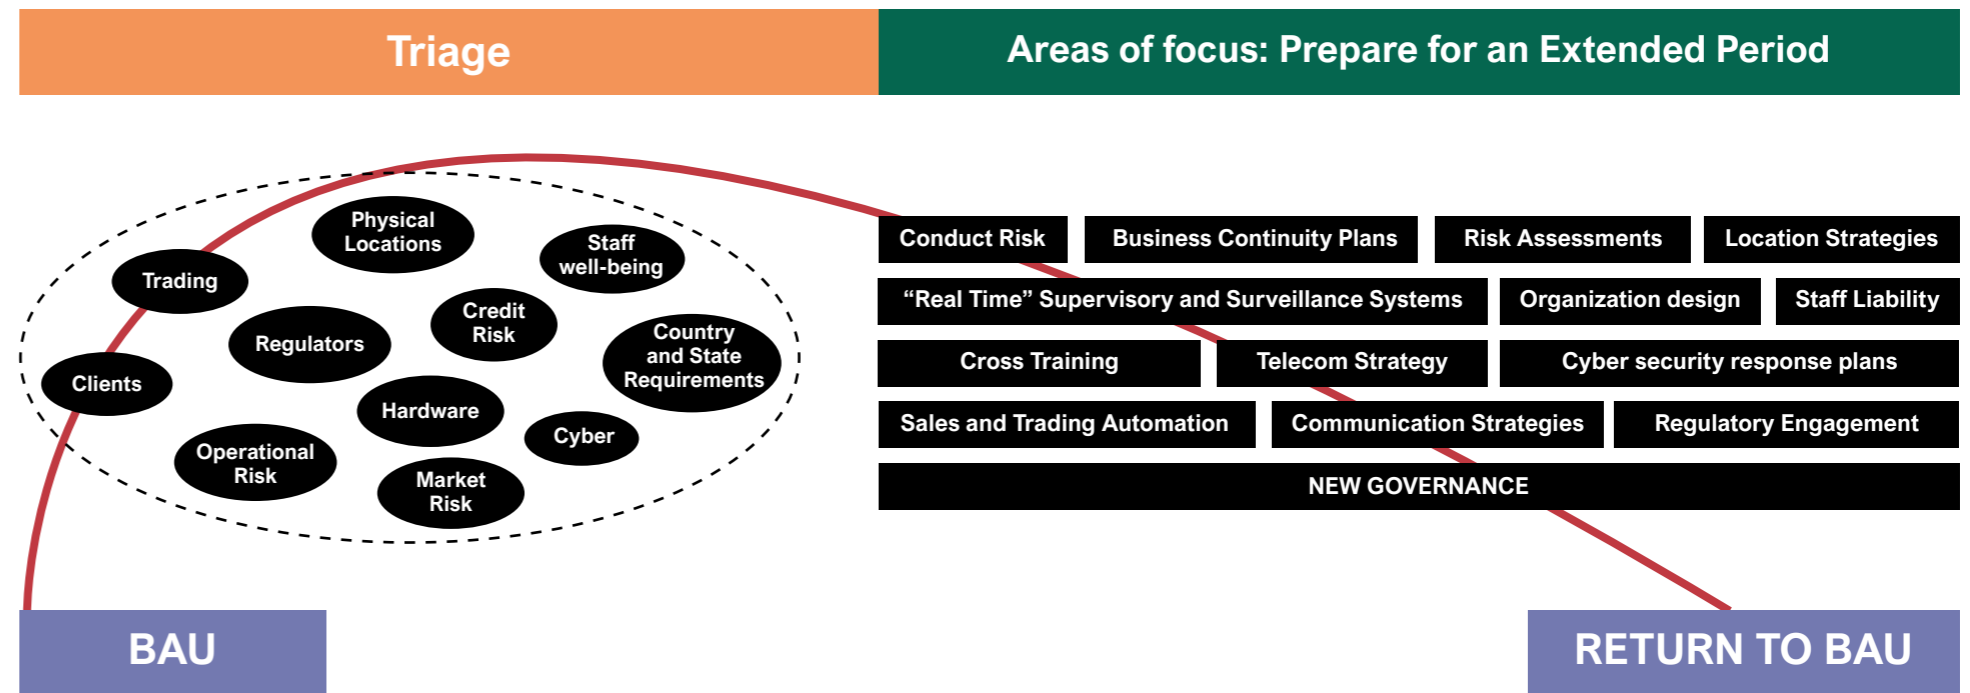 Triage
Areas of focus: Prepare for an Extended Period
Physical
Locations
Staff
well-being
Trading
Credit
Risk
Regulators
Country
and State
Requirements
Clients
Hardware
Cyber
Operational
Risk
Market
Risk
Conduct Risk
Business Continuity Plans
Risk Assessments
Location Strategies
“Real Time” Supervisory and Surveillance Systems
Organization design
Staff Liability
Cross Training
Telecom Strategy
Cyber security response plans
Sales and Trading Automation
Communication Strategies
Regulatory Engagement
NEW GOVERNANCE
BAU
RETURN TO BAU